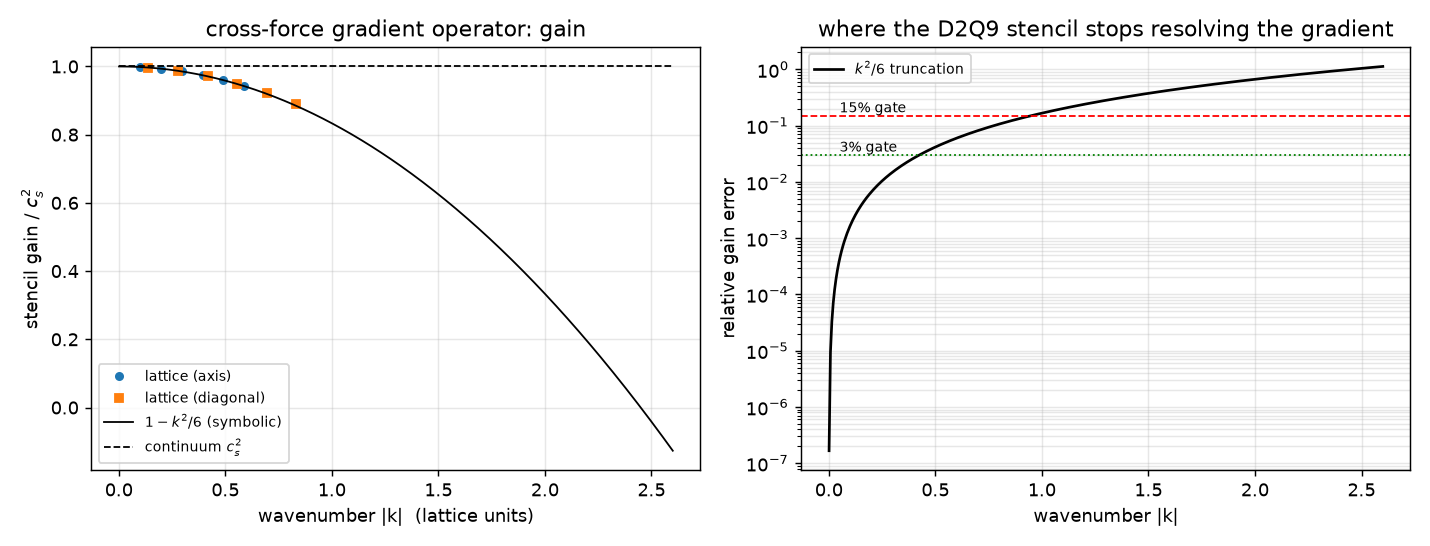 cross-force gradient operator: gain
stencil gain / $c_s^2$
1.0
0.8
0.6
0.4
0.2
0.0
lattice (axis)
lattice (diagonal)
$1 - k^2/6$ (symbolic)
continuum $c_s^2$
0.0 0.5 1.0 1.5 2.0 2.5
wavenumber |k| (lattice units)
where the D2Q9 stencil stops resolving the gradient
relative gain error
$10^0$
$10^{-1}$
$10^{-2}$
$10^{-3}$
$10^{-4}$
$10^{-5}$
$10^{-6}$
$10^{-7}$
$k^2/6$ truncation
15% gate
3% gate
0.0 0.5 1.0 1.5 2.0 2.5
wavenumber |k|